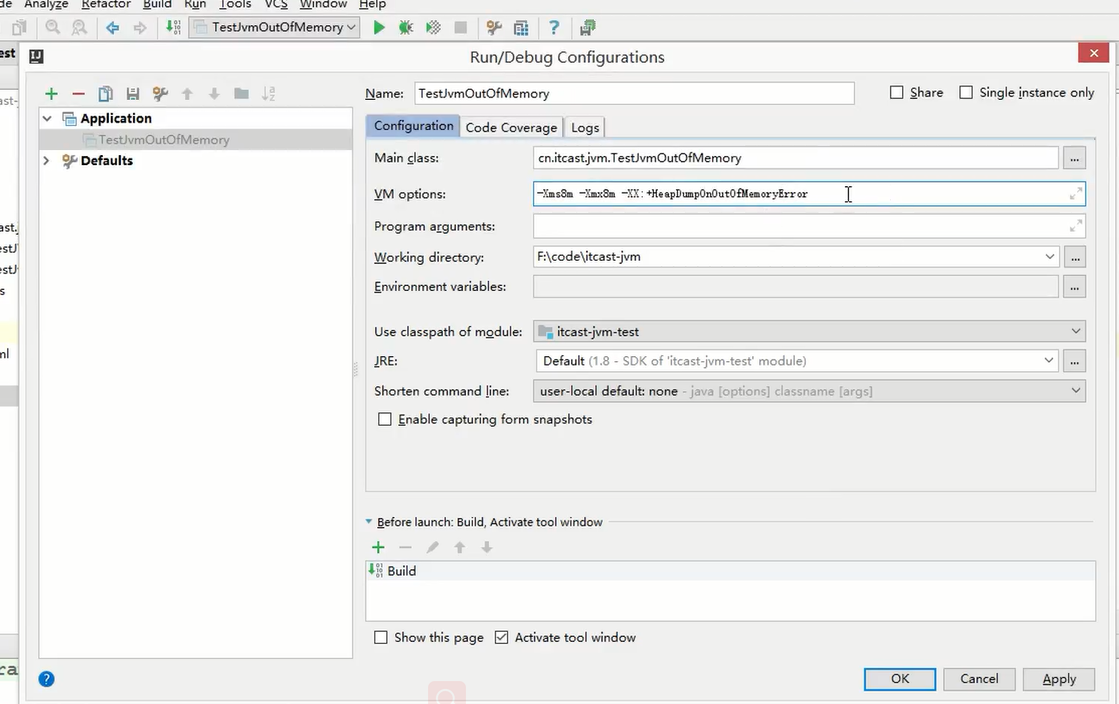 de Analyze Refactor Build Run Tools VCS Window Help
TestJvmOutOfMemory
est
Run/Debug Configurations
Name: TestJvmOutOfMemory Share Single instance only
Application
TestJvmOutOfMemory
Defaults
Configuration Code Coverage Logs
Main class: cn.itcast.jvm.TestJvmOutOfMemory ...
VM options: -Xms8m -Xmx8m -XX:+HeapDumpOnOutOfMemoryError
Program arguments:
Working directory: F:\code\itcast-jvm ...
Environment variables: ...
Use classpath of module: itcast-jvm-test
JRE: Default (1.8 - SDK of 'itcast-jvm-test' module) ...
Shorten command line: user-local default: none - java [options] classname [args]
Enable capturing form snapshots
Before launch: Build, Activate tool window
Build
Show this page Activate tool window
OK Cancel Apply